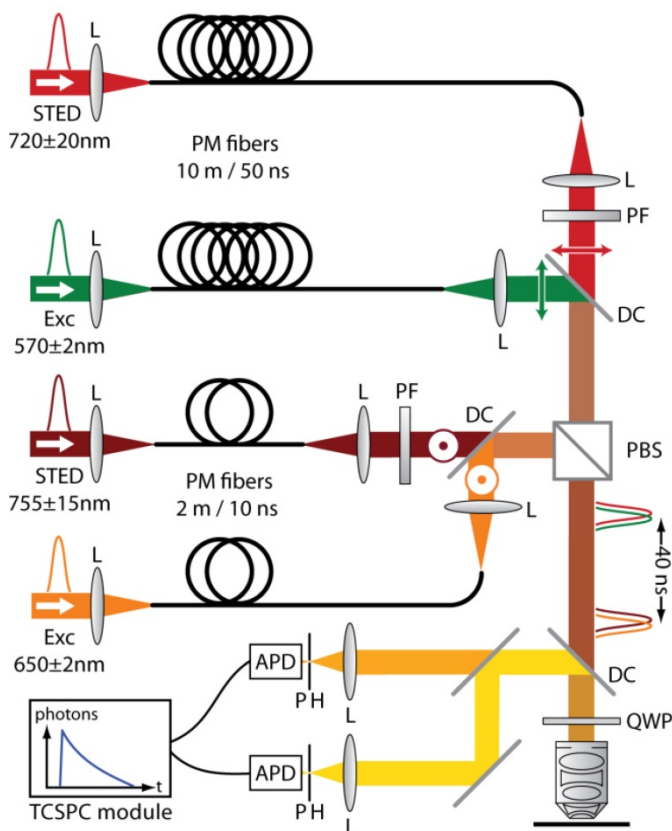 L
STED
720±20nm
PM fibers
10 m / 50 ns
L
PF
L
Exc
570±2nm
L
DC
L
STED
755±15nm
PM fibers
2 m / 10 ns
L
PF
DC
PBS
L
40 ns
L
Exc
650±2nm
APD
PH
L
DC
QWP
photons
t
TCSPC module
APD
PH
L